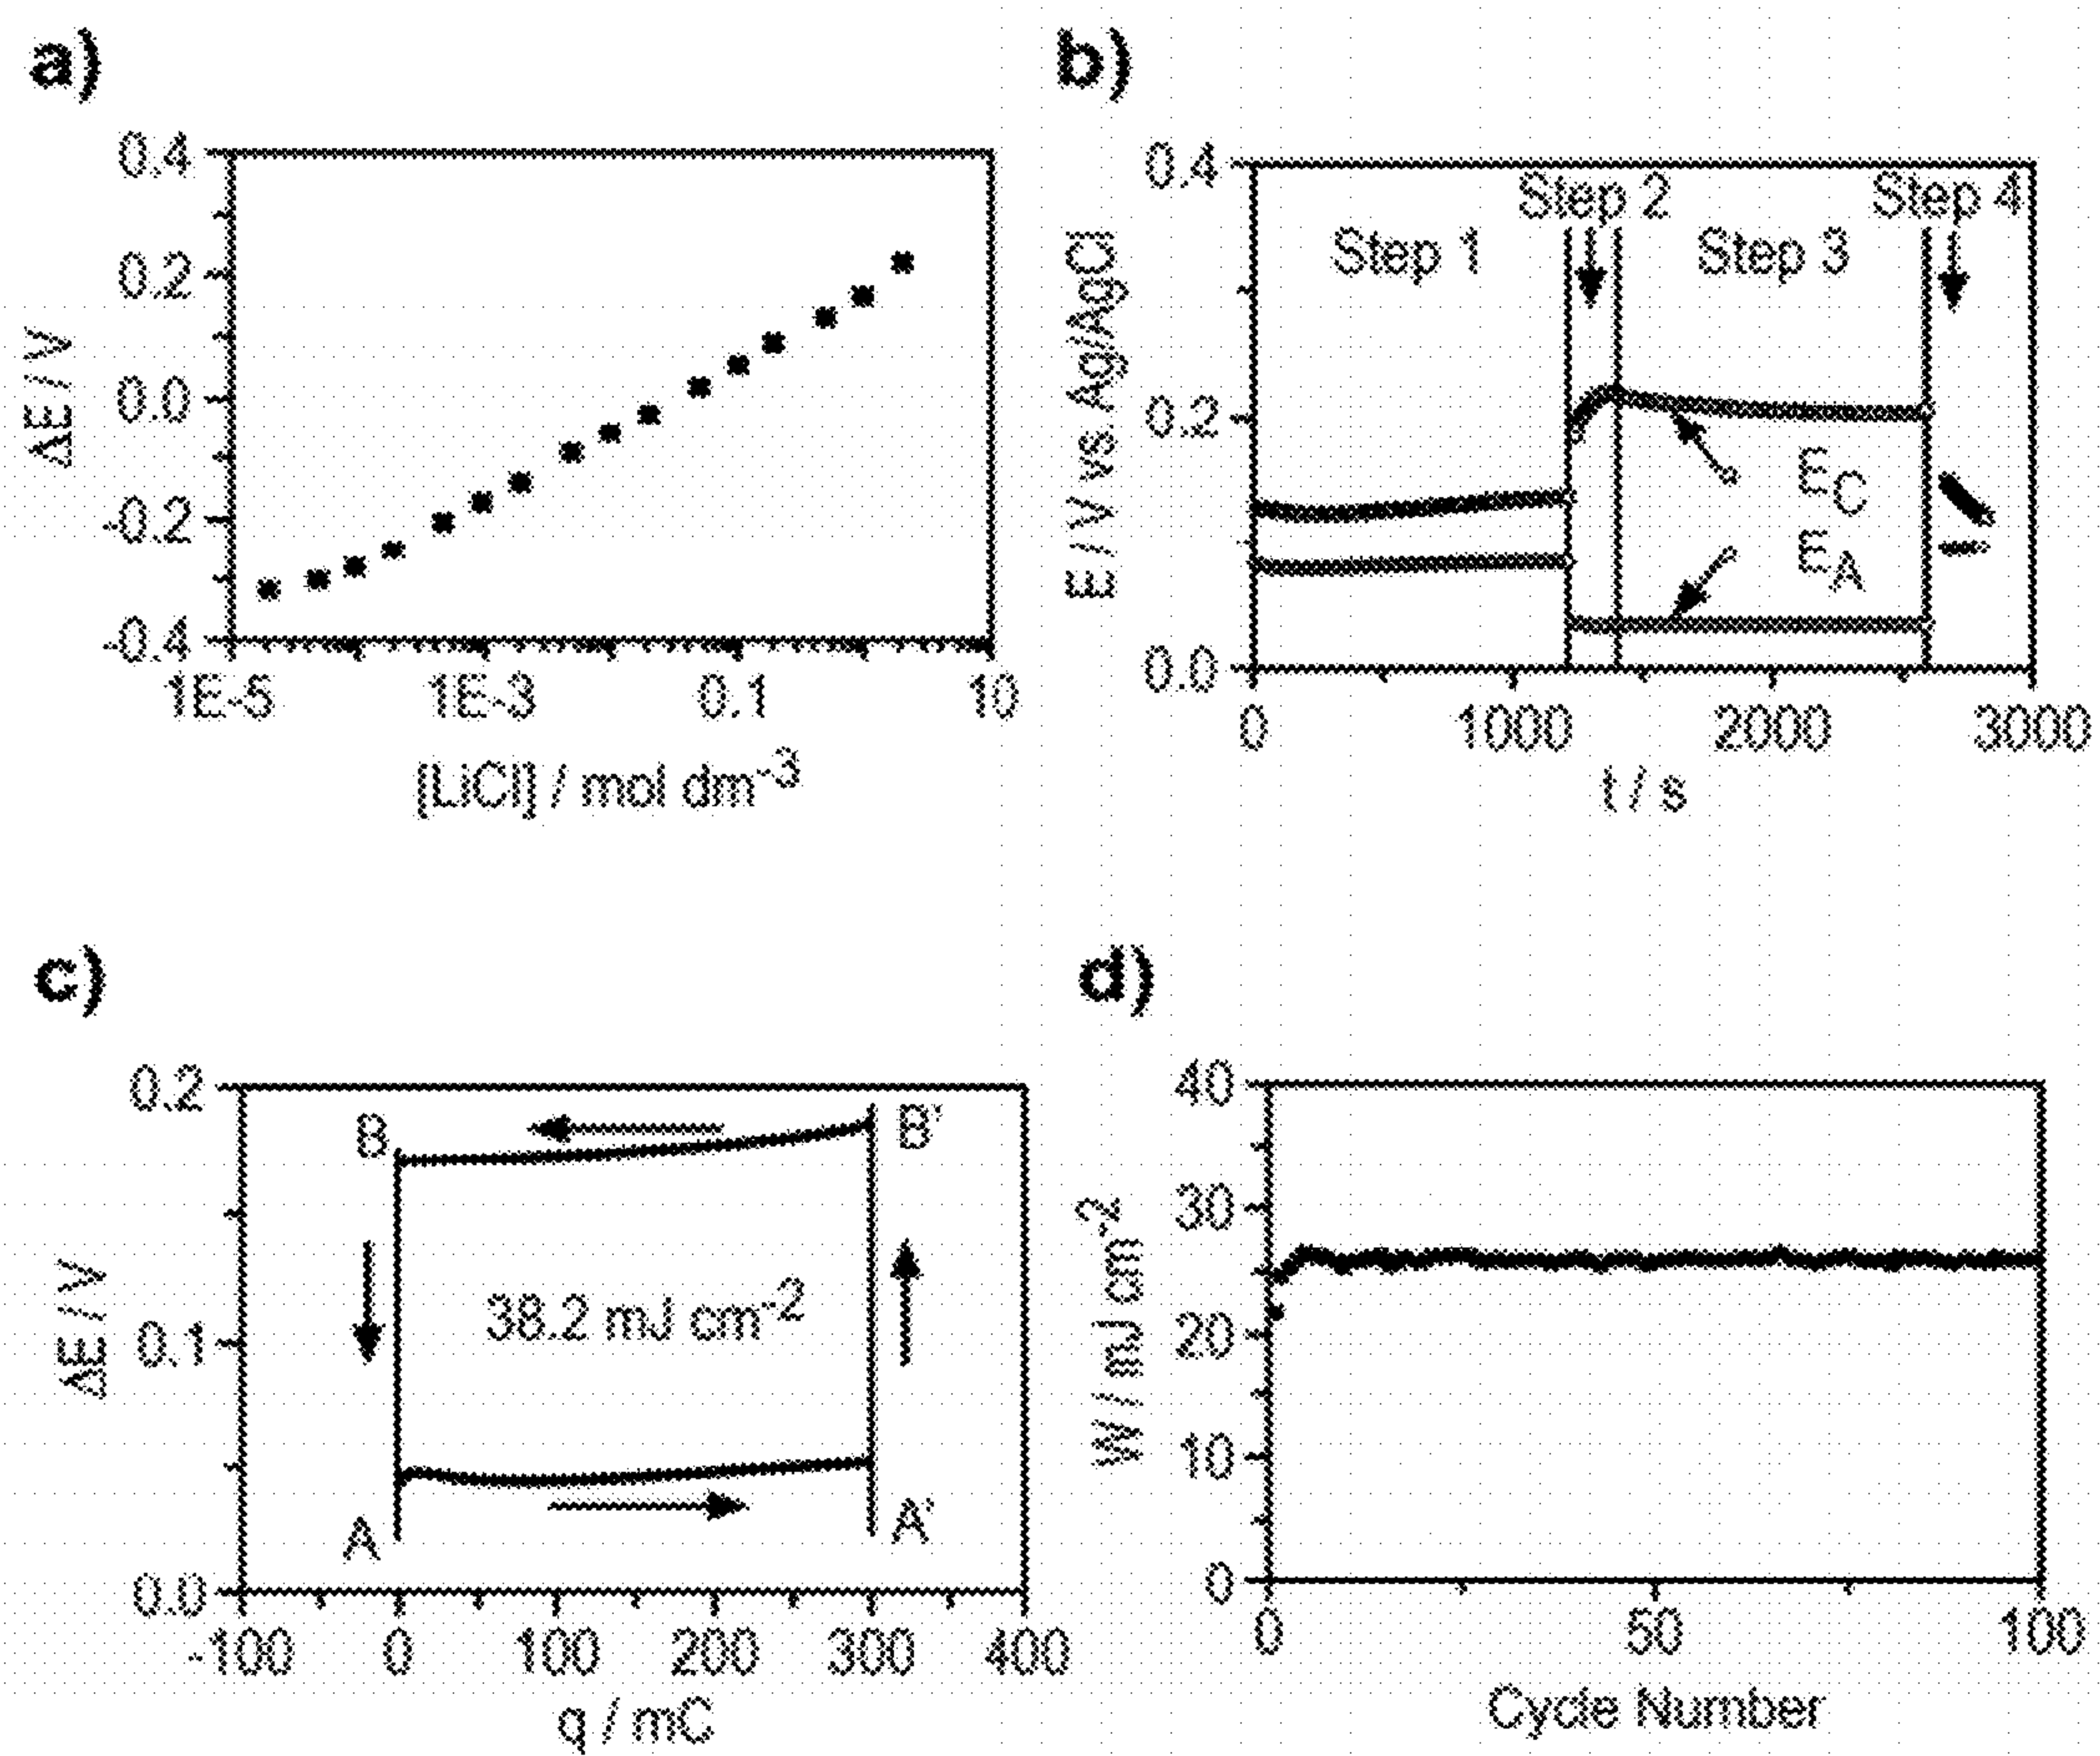 a)
0.4
0.2
0.0
-0.2
-0.4
ΔE / V
1E-5 1E-3 0.1 10
[LiCl] / mol dm-3
b)
0.4
0.2
0.0
E / V vs Ag/AgCl
Step 1
Step 2
Step 3
Step 4
EC
EA
0 1000 2000 3000
t / s
c)
0.2
0.1
0.0
ΔE / V
B B'
38.2 mJ cm-2
A A'
-100 0 100 200 300 400
q / mC
d)
40
30
20
10
0
W / mJ cm-2
0 50 100
Cycle Number